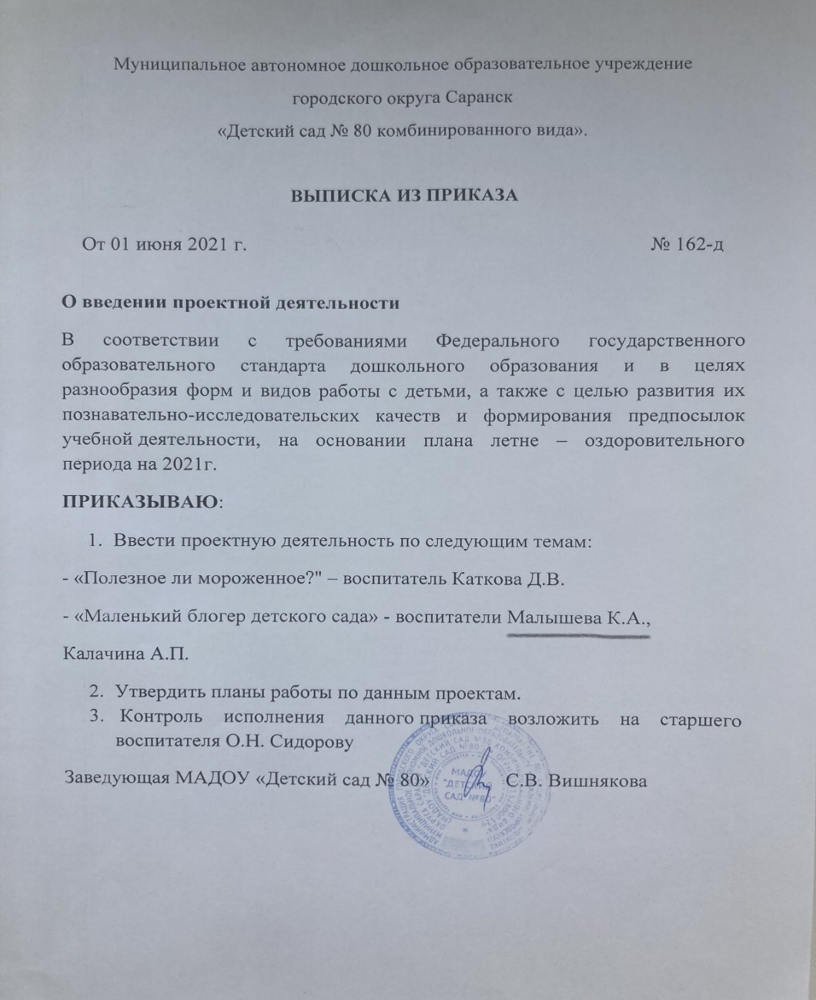 Муниципальное автономное дошкольное образовательное учреждение
городского округа Саранск
«Детский сад № 80 комбинированного вида».
ВЫПИСКА ИЗ ПРИКАЗА
От 01 июня 2021 г. № 162-д
О введении проектной деятельности
В соответствии с требованиями Федерального государственного
образовательного стандарта дошкольного образования и в целях
разнообразия форм и видов работы с детьми, а также с целью развития их
познавательно-исследовательских качеств и формирования предпосылок
учебной деятельности, на основании плана летне – оздоровительного
периода на 2021г.
ПРИКАЗЫВАЮ:
1. Ввести проектную деятельность по следующим темам:
- «Полезное ли мороженное?" – воспитатель Каткова Д.В.
- «Маленький блогер детского сада» - воспитатели Малышева К.А.,
Калачина А.П.
2. Утвердить планы работы по данным проектам.
3. Контроль исполнения данного приказа возложить на старшего
воспитателя О.Н. Сидорову
Заведующая МАДОУ «Детский сад № 80» С.В. Вишнякова
МАДОУ
"ДЕТСКИЙ
САД №80"